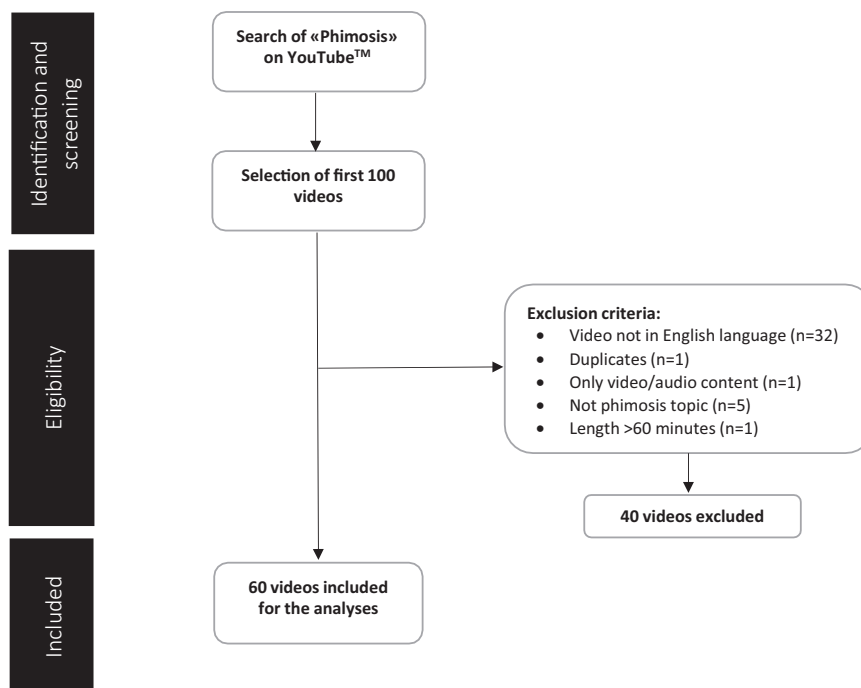 Identification and
screening
Search of «Phimosis»
on YouTube™
Selection of first 100
videos
Eligibility
Exclusion criteria:
• Video not in English language (n=32)
• Duplicates (n=1)
• Only video/audio content (n=1)
• Not phimosis topic (n=5)
• Length >60 minutes (n=1)
40 videos excluded
Included
60 videos included
for the analyses